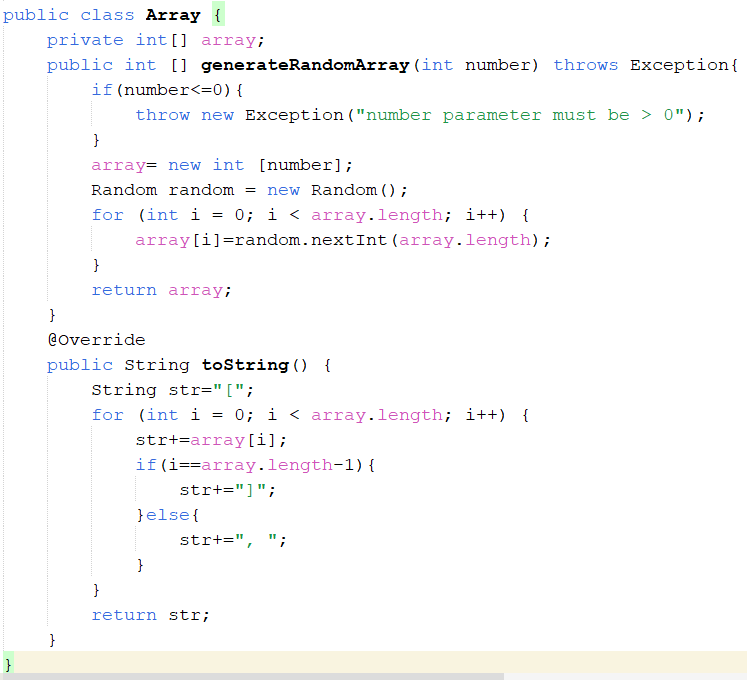 public class Array {
    private int[] array;
    public int [] generateRandomArray(int number) throws Exception{
        if(number<=0){
            throw new Exception("number parameter must be > 0");
        }
        array= new int [number];
        Random random = new Random();
        for (int i = 0; i < array.length; i++) {
            array[i]=random.nextInt(array.length);
        }
        return array;
    }
    @Override
    public String toString() {
        String str="[";
        for (int i = 0; i < array.length; i++) {
            str+=array[i];
            if(i==array.length-1){
                str+="]";
            }else{
                str+=", ";
            }
        }
        return str;
    }
}